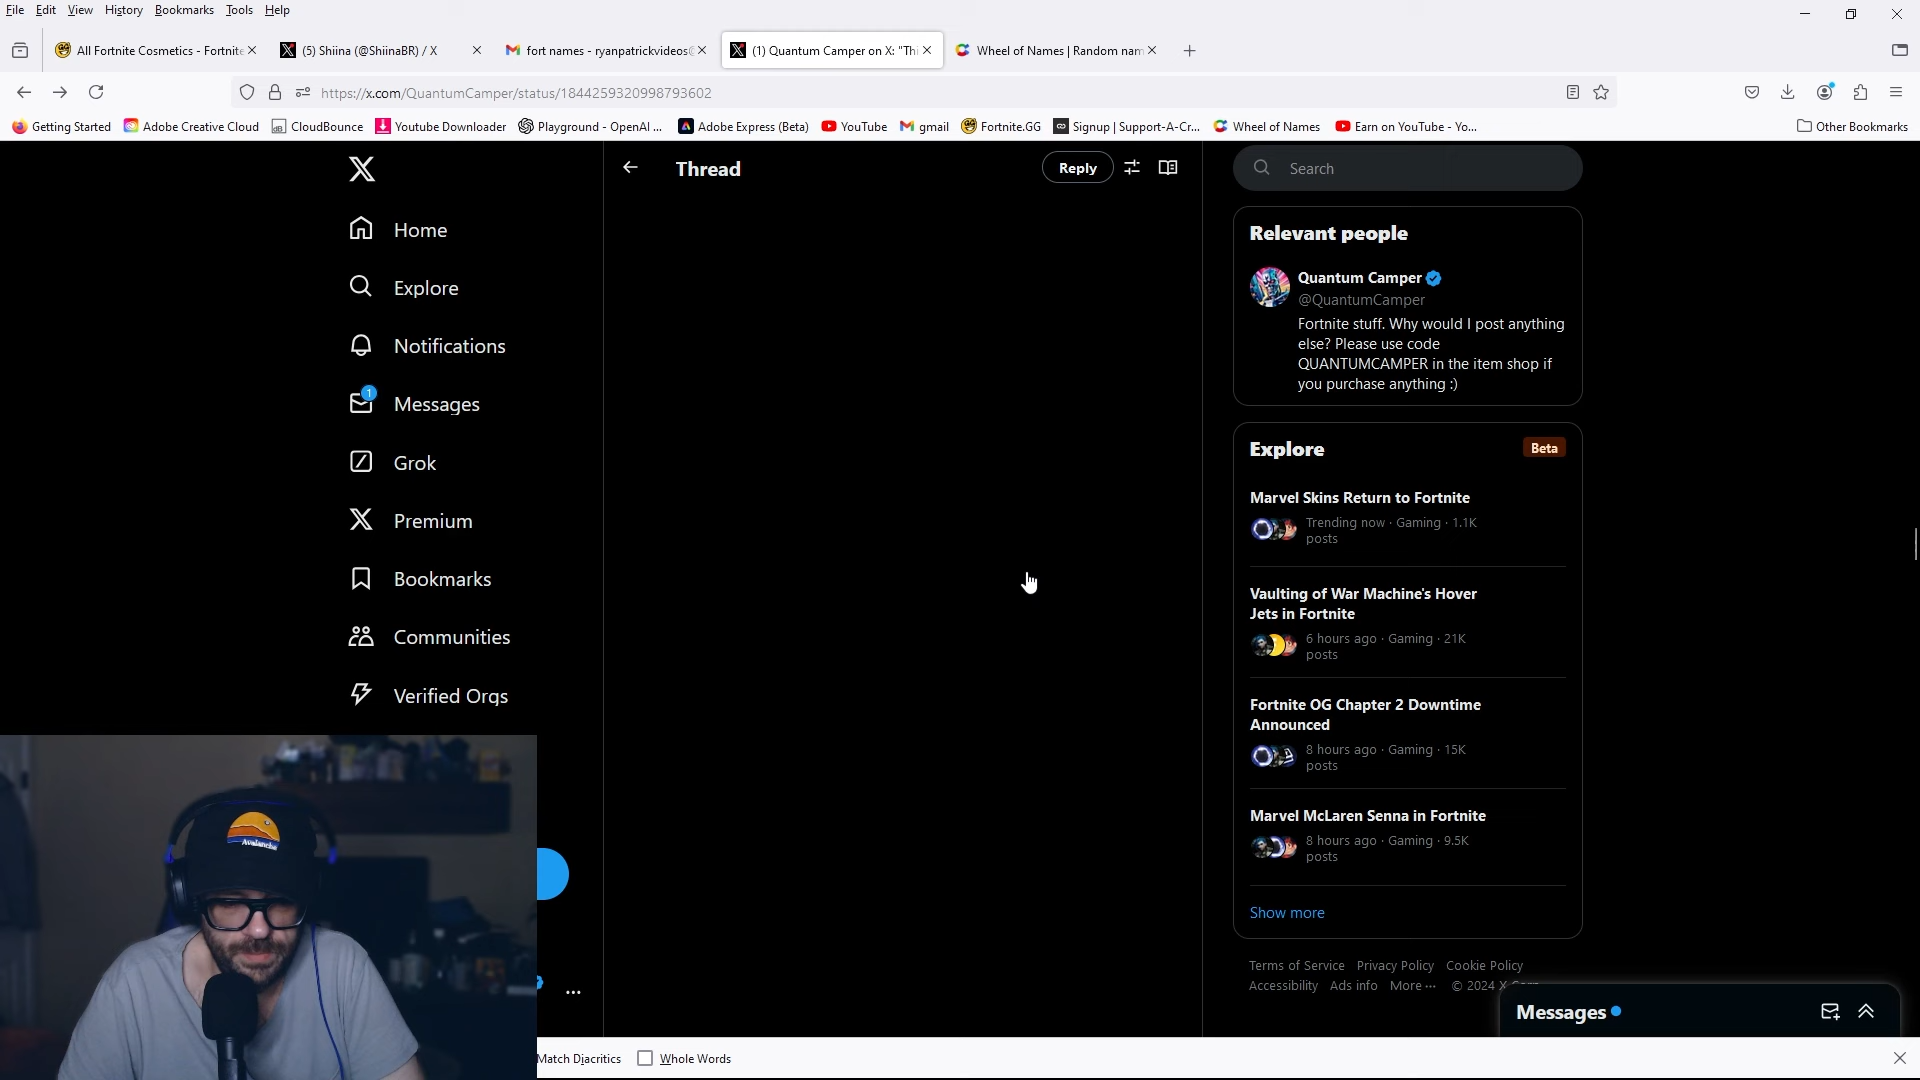 File Edit View History Bookmarks Tools Help
All Fortnite Cosmetics - Fortnite
(5) Shiina (@ShiinaBR) / X
fort names - ryanpatrickvideos@
(1) Quantum Camper on X: "Thi
Wheel of Names | Random nam
https://x.com/QuantumCamper/status/1844259320998793602
Getting Started Adobe Creative Cloud CloudBounce Youtube Downloader Playground - OpenAI ... Adobe Express (Beta) YouTube gmail Fortnite.GG Signup | Support-A-Cr... Wheel of Names Earn on YouTube - Yo... Other Bookmarks
Home
Explore
Notifications
1
Messages
Grok
Premium
Bookmarks
Communities
Verified Orgs
Thread
Reply
Search
Relevant people
Quantum Camper
@QuantumCamper
Fortnite stuff. Why would I post anything
else? Please use code
QUANTUMCAMPER in the item shop if
you purchase anything :)
Explore
Beta
Marvel Skins Return to Fortnite
Trending now · Gaming · 1.1K
posts
Vaulting of War Machine's Hover
Jets in Fortnite
6 hours ago · Gaming · 21K
posts
Fortnite OG Chapter 2 Downtime
Announced
8 hours ago · Gaming · 15K
posts
Marvel McLaren Senna in Fortnite
8 hours ago · Gaming · 9.5K
posts
Show more
Terms of Service Privacy Policy Cookie Policy
Accessibility Ads info More ··· © 2024 X Corp.
Messages
Avalanche
Match Diacritics Whole Words